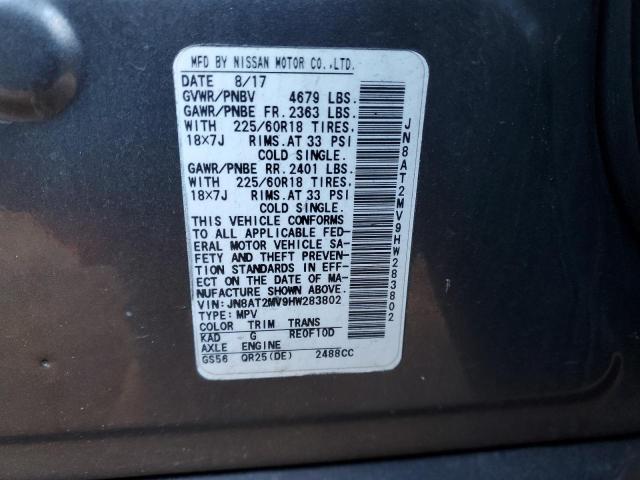 MFD BY NISSAN MOTOR CO.,LTD.
DATE 8/17
GVWR/PNBV 4679 LBS.
GAWR/PNBE FR. 2363 LBS.
WITH 225/60R18 TIRES.
18X7J RIMS. AT 33 PSI
COLD SINGLE.
GAWR/PNBE RR. 2401 LBS.
WITH 225/60R18 TIRES.
18X7J RIMS. AT 33 PSI
COLD SINGLE.
THIS VEHICLE CONFORMS
TO ALL APPLICABLE FED-
ERAL MOTOR VEHICLE SA-
FETY AND THEFT PREVEN-
TION STANDARDS IN EFF-
ECT ON THE DATE OF MA-
NUFACTURE SHOWN ABOVE.
VIN: JN8AT2MV9HW283802
TYPE: MPV
COLOR TRIM TRANS
KAD G RE0F10D
AXLE ENGINE
GS56 QR25(DE) 2488CC
JN8AT2MV9HW283802